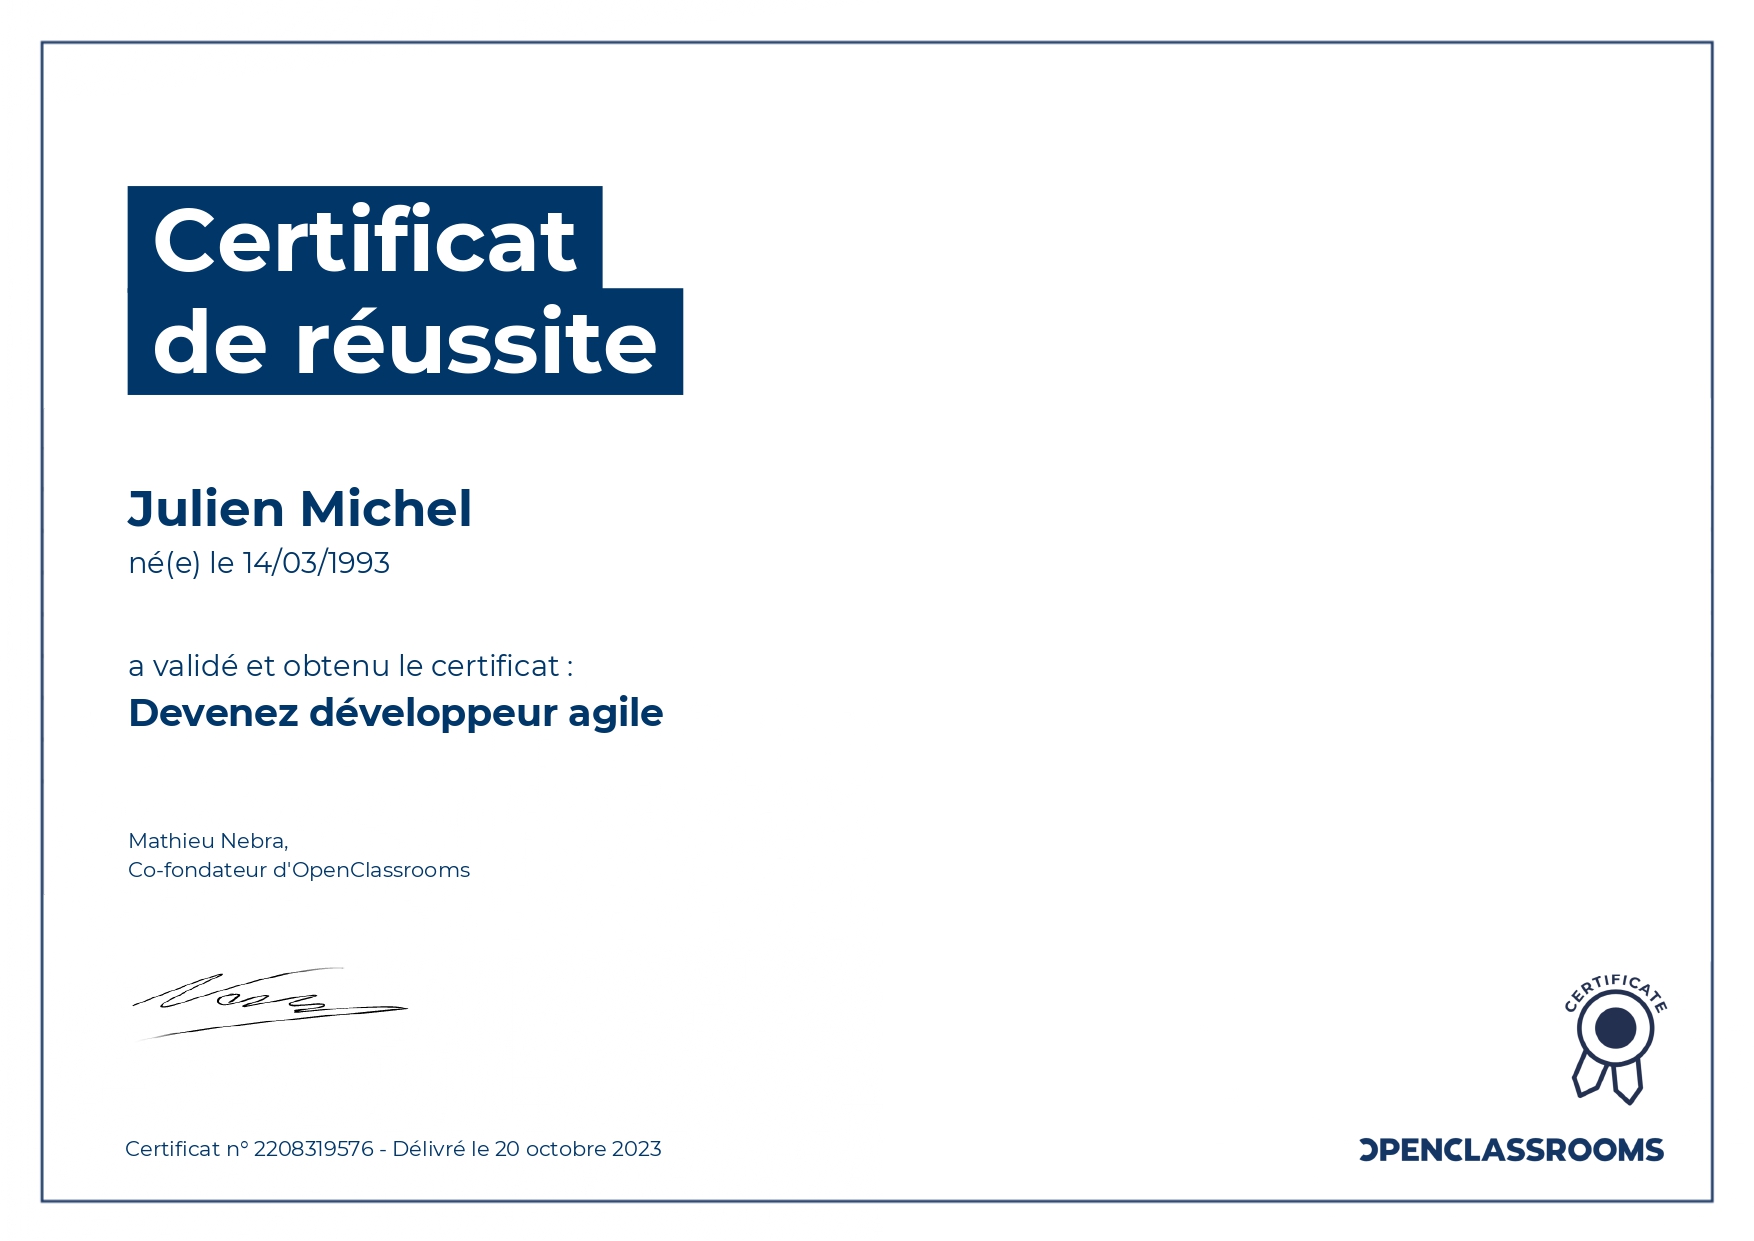 Certificat
de réussite
Julien Michel
né(e) le 14/03/1993
a validé et obtenu le certificat :
Devenez développeur agile
Mathieu Nebra,
Co-fondateur d'OpenClassrooms
CERTIFICATE
Certificat n° 2208319576 - Délivré le 20 octobre 2023
OPENCLASSROOMS